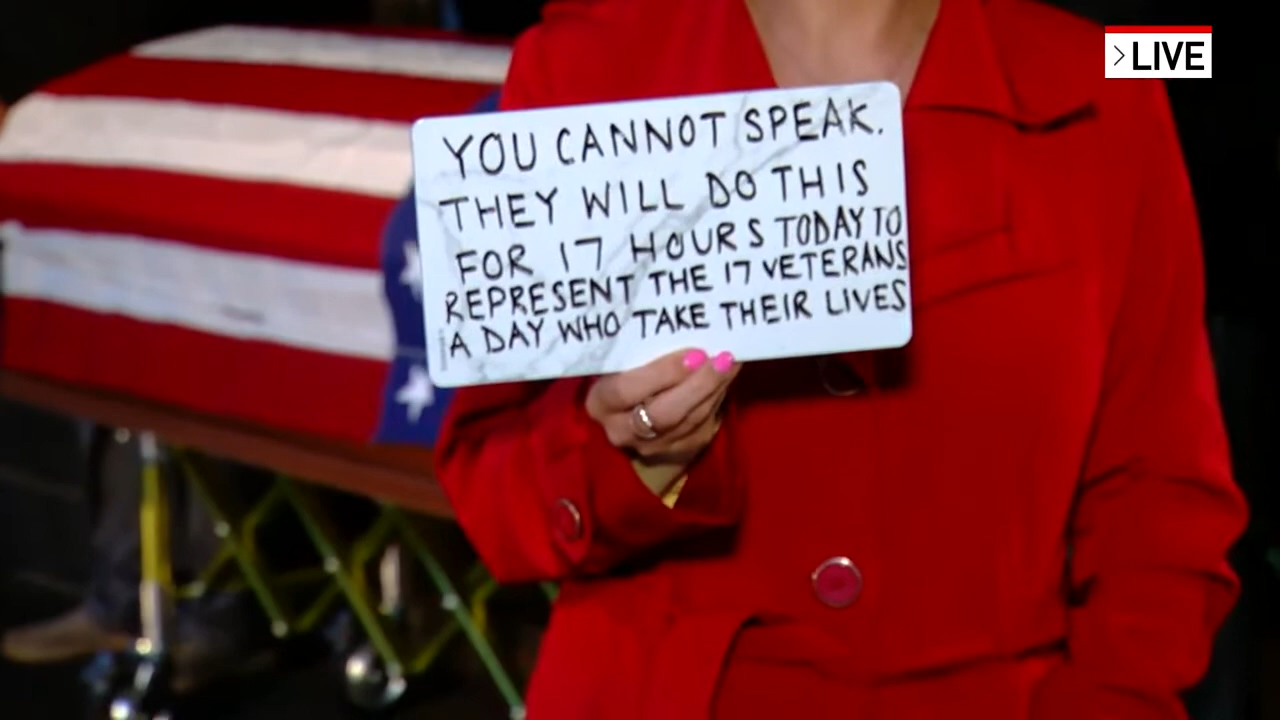 >LIVE
YOU CANNOT SPEAK.
THEY WILL DO THIS
FOR 17 HOURS TODAY TO
REPRESENT THE 17 VETERANS
A DAY WHO TAKE THEIR LIVES